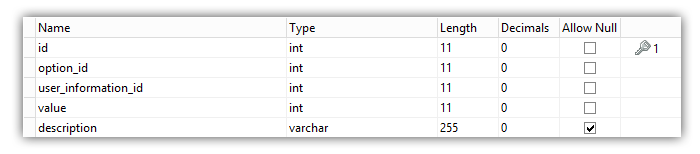 Name Type Length Decimals Allow Null
id int 11 0 1
option_id int 11 0
user_information_id int 11 0
value int 11 0
description varchar 255 0